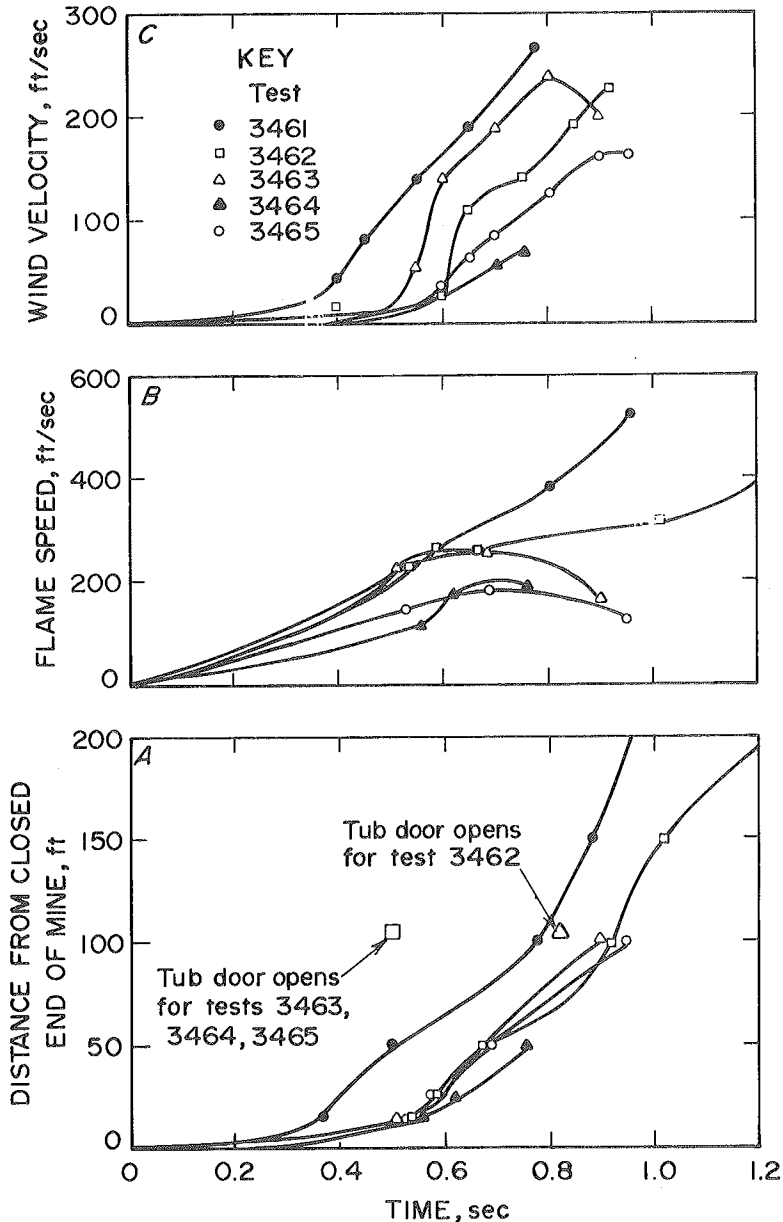 C
WIND VELOCITY, ft/sec
300
200
100
0
KEY
Test
3461
3462
3463
3464
3465
B
FLAME SPEED, ft/sec
600
400
200
0
A
DISTANCE FROM CLOSED
END OF MINE, ft
200
150
100
50
0
Tub door opens
for test 3462
Tub door opens
for tests 3463,
3464, 3465
0 0.2 0.4 0.6 0.8 1.0 1.2
TIME, sec